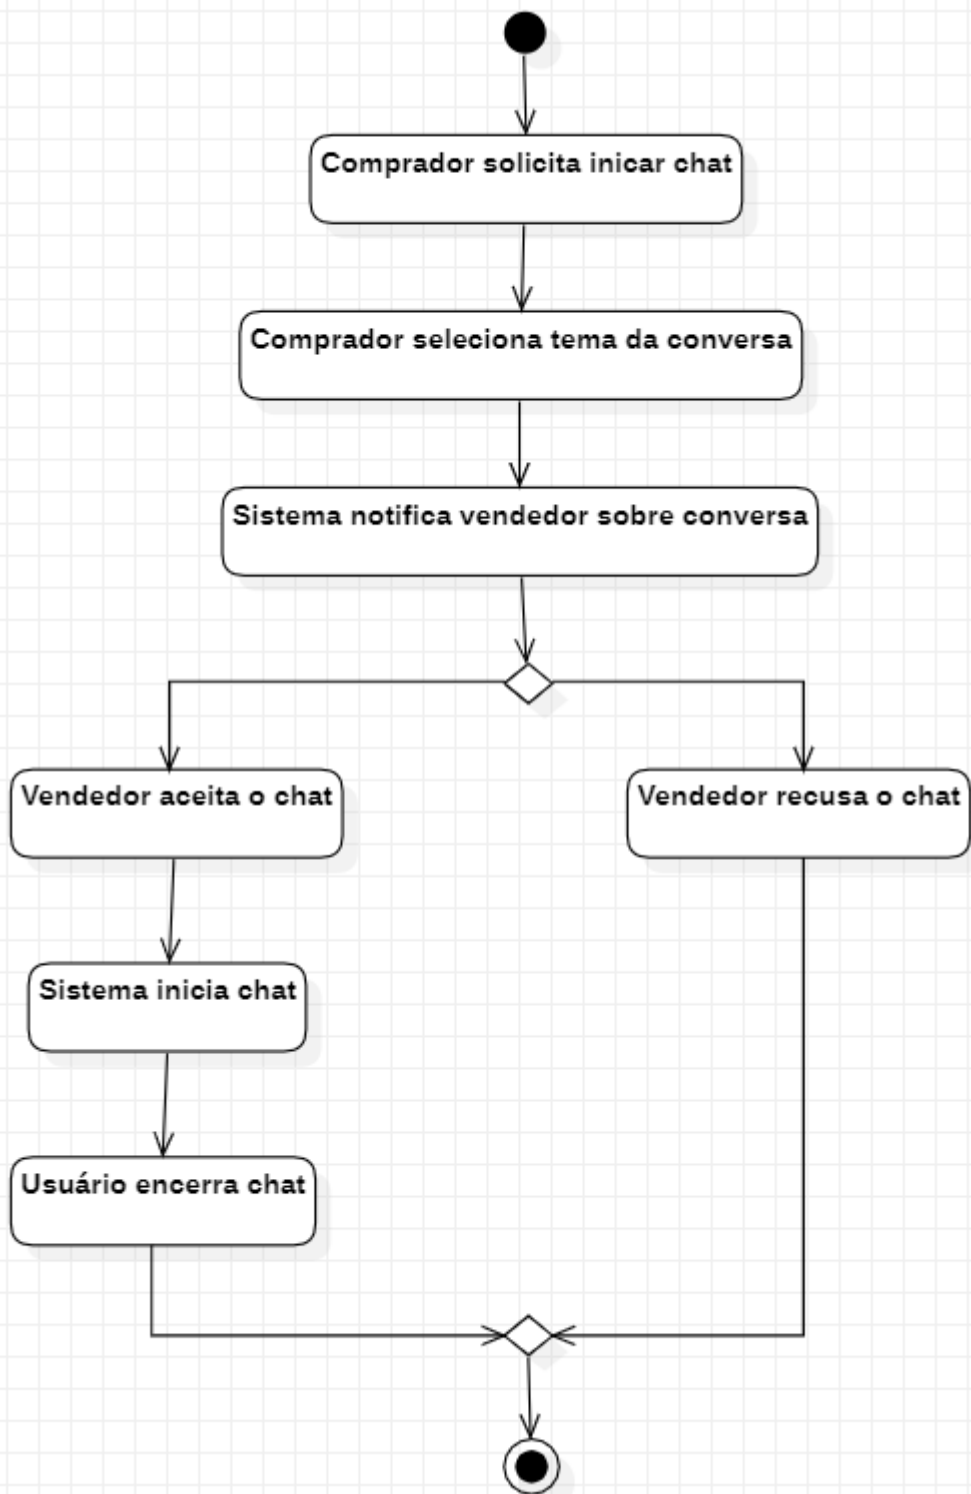 Comprador solicita inicar chat
Comprador seleciona tema da conversa
Sistema notifica vendedor sobre conversa
Vendedor aceita o chat
Vendedor recusa o chat
Sistema inicia chat
Usuário encerra chat